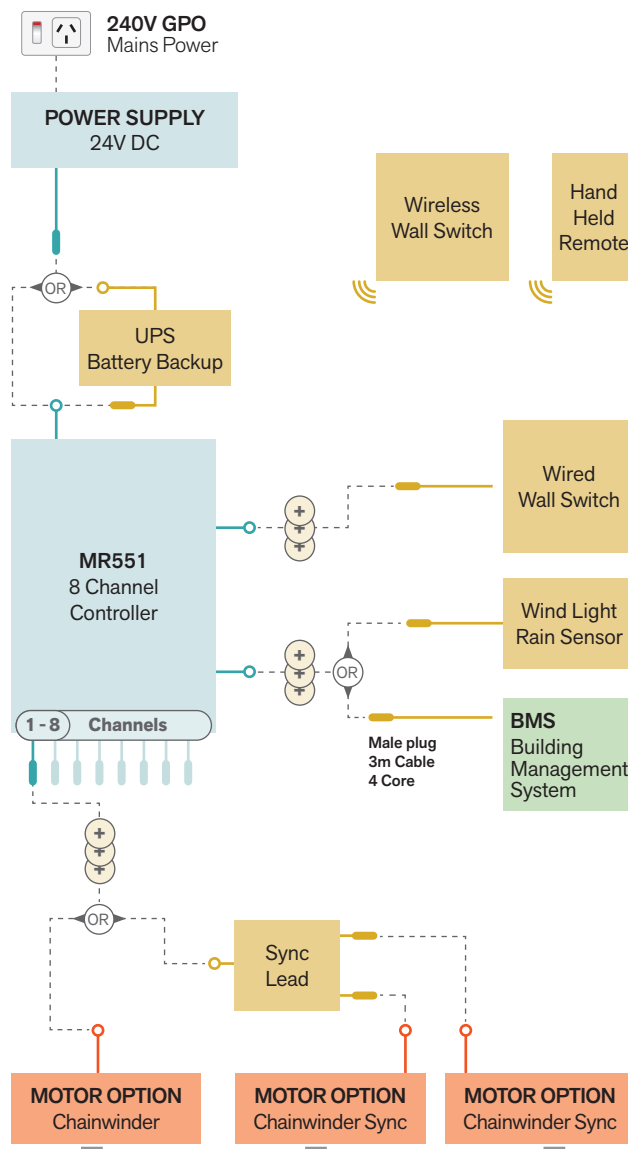 240V GPO
Mains Power
POWER SUPPLY
24V DC
Wireless
Wall Switch
Hand
Held
Remote
OR
UPS
Battery Backup
MR551
8 Channel
Controller
Wired
Wall Switch
Wind Light
Rain Sensor
OR
BMS
Building
Management
System
Male plug
3m Cable
4 Core
1 - 8 Channels
OR
Sync
Lead
MOTOR OPTION
Chainwinder
MOTOR OPTION
Chainwinder Sync
MOTOR OPTION
Chainwinder Sync